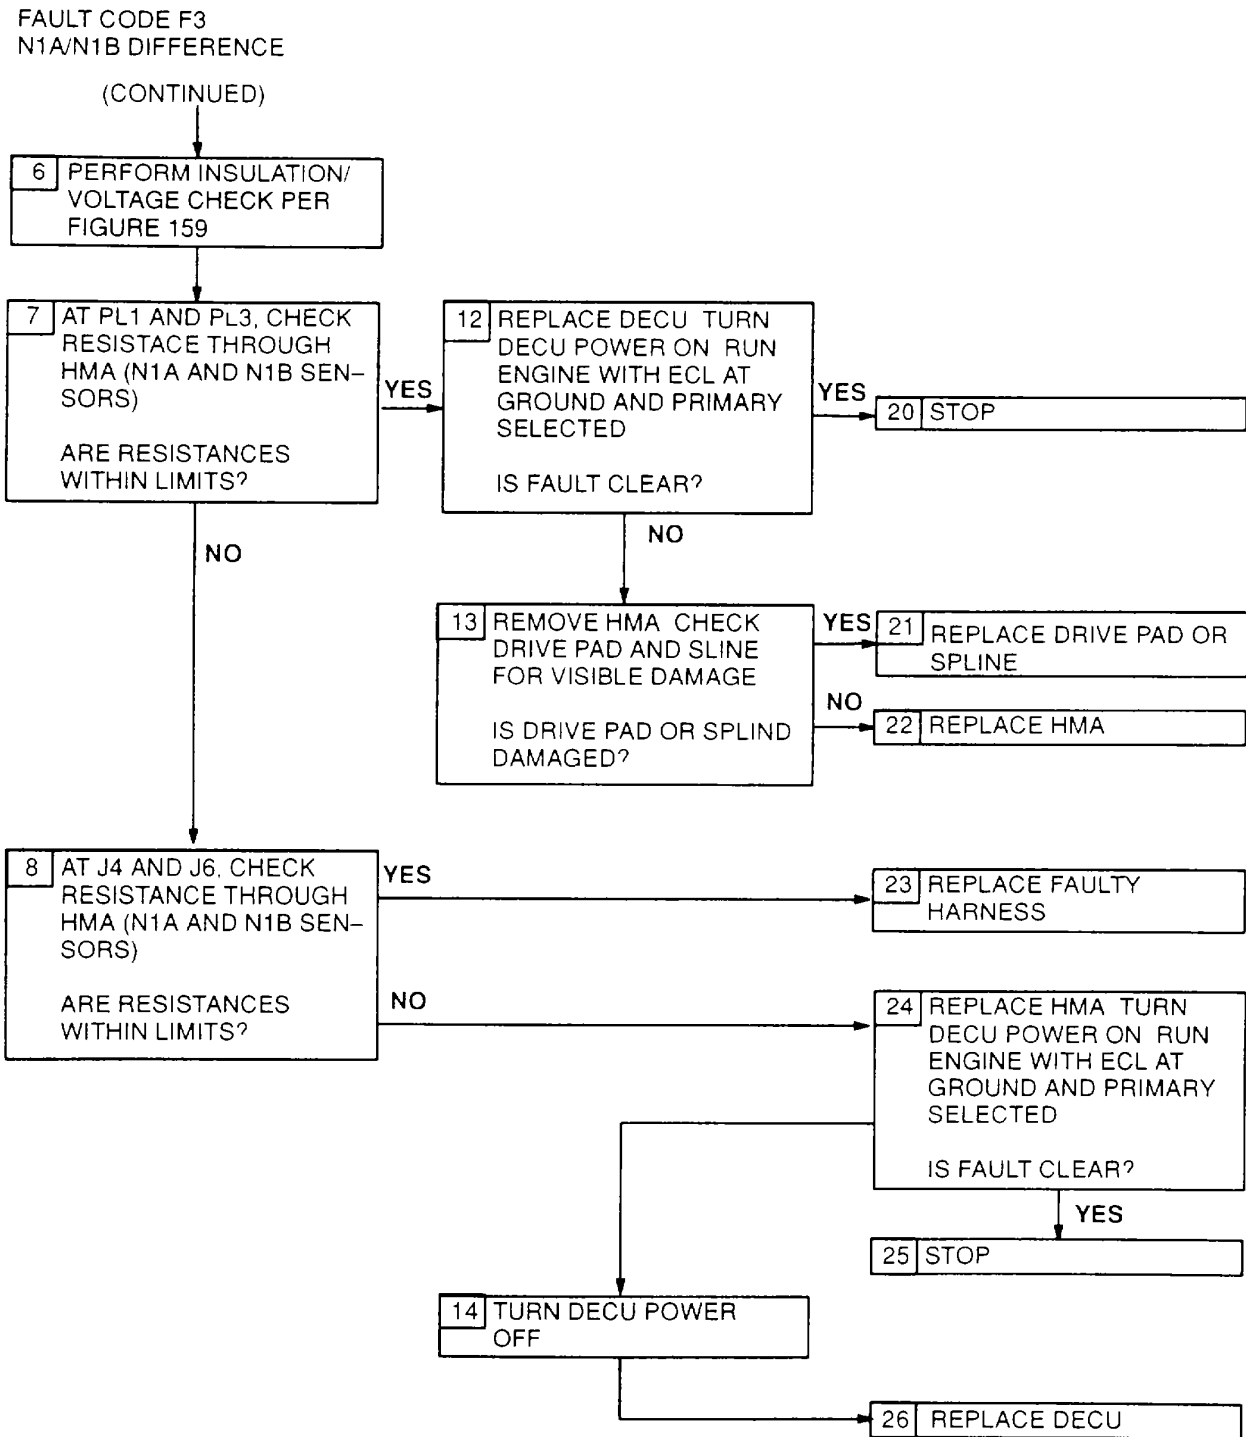 FAULT CODE F3
N1A/N1B DIFFERENCE
(CONTINUED)
6 PERFORM INSULATION/
VOLTAGE CHECK PER
FIGURE 159
7 AT PL1 AND PL3, CHECK
RESISTACE THROUGH
HMA (N1A AND N1B SEN-
SORS)
ARE RESISTANCES
WITHIN LIMITS?
YES
NO
12 REPLACE DECU TURN
DECU POWER ON RUN
ENGINE WITH ECL AT
GROUND AND PRIMARY
SELECTED
IS FAULT CLEAR?
YES
20 STOP
NO
13 REMOVE HMA CHECK
DRIVE PAD AND SLINE
FOR VISIBLE DAMAGE
IS DRIVE PAD OR SPLIND
DAMAGED?
YES
21 REPLACE DRIVE PAD OR
SPLINE
NO
22 REPLACE HMA
8 AT J4 AND J6, CHECK
RESISTANCE THROUGH
HMA (N1A AND N1B SEN-
SORS)
ARE RESISTANCES
WITHIN LIMITS?
YES
23 REPLACE FAULTY
HARNESS
NO
24 REPLACE HMA TURN
DECU POWER ON RUN
ENGINE WITH ECL AT
GROUND AND PRIMARY
SELECTED
IS FAULT CLEAR?
YES
25 STOP
14 TURN DECU POWER
OFF
26 REPLACE DECU